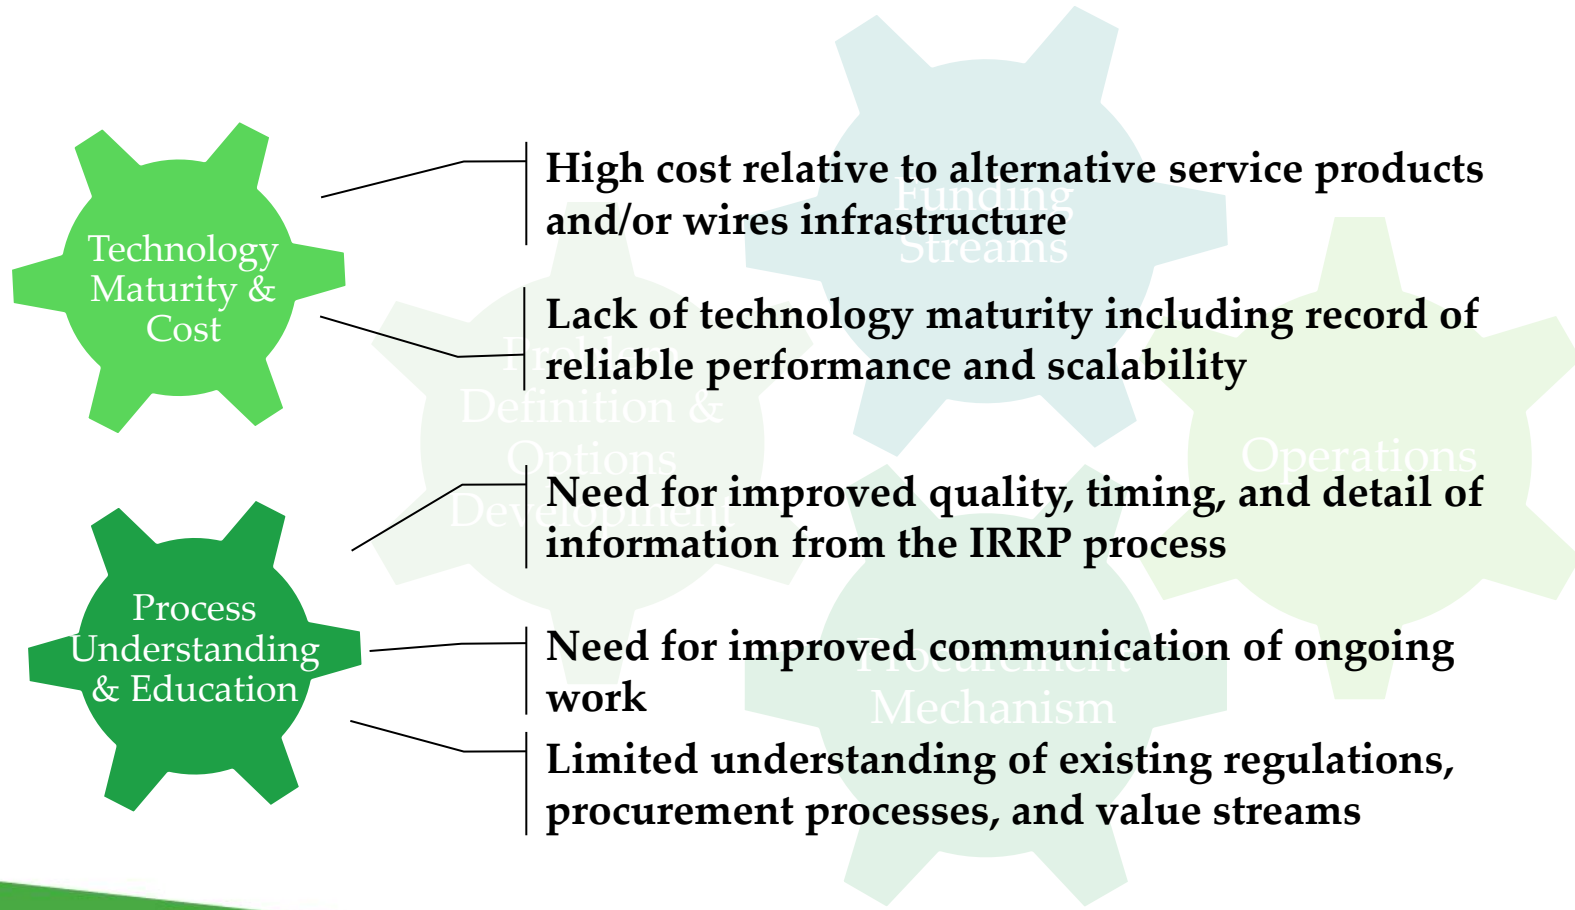 Technology
Maturity &
Cost
High cost relative to alternative service products
and/or wires infrastructure
Lack of technology maturity including record of
reliable performance and scalability
Process
Understanding
& Education
Need for improved quality, timing, and detail of
information from the IRRP process
Need for improved communication of ongoing
work
Limited understanding of existing regulations,
procurement processes, and value streams
Funding
Streams
Problem
Definition &
Options
Development
Operations
Procurement
Mechanism